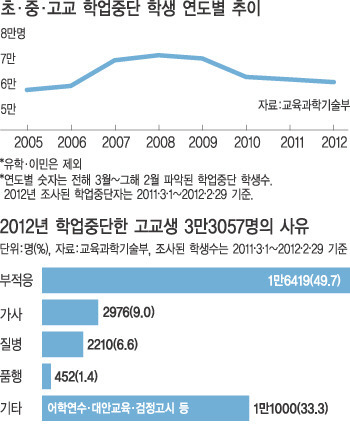 초·중·고교 학업중단 학생 연도별 추이
8만명
7만
6만
5만
자료:교육과학기술부
2005 2006 2007 2008 2009 2010 2011 2012
*유학·이민은 제외
*연도별 숫자는 전해 3월~그해 2월 파악된 학업중단 학생수.
2012년 조사된 학업중단자는 2011·3·1~2012·2·29 기준.
2012년 학업중단한 고교생 3만3057명의 사유
단위:명(%), 자료:교육과학기술부, 조사된 학생수는 2011·3·1~2012·2·29 기준
부적응 1만6419(49.7)
가사 2976(9.0)
질병 2210(6.6)
품행 452(1.4)
기타 어학연수·대안교육·검정고시 등 1만1000(33.3)